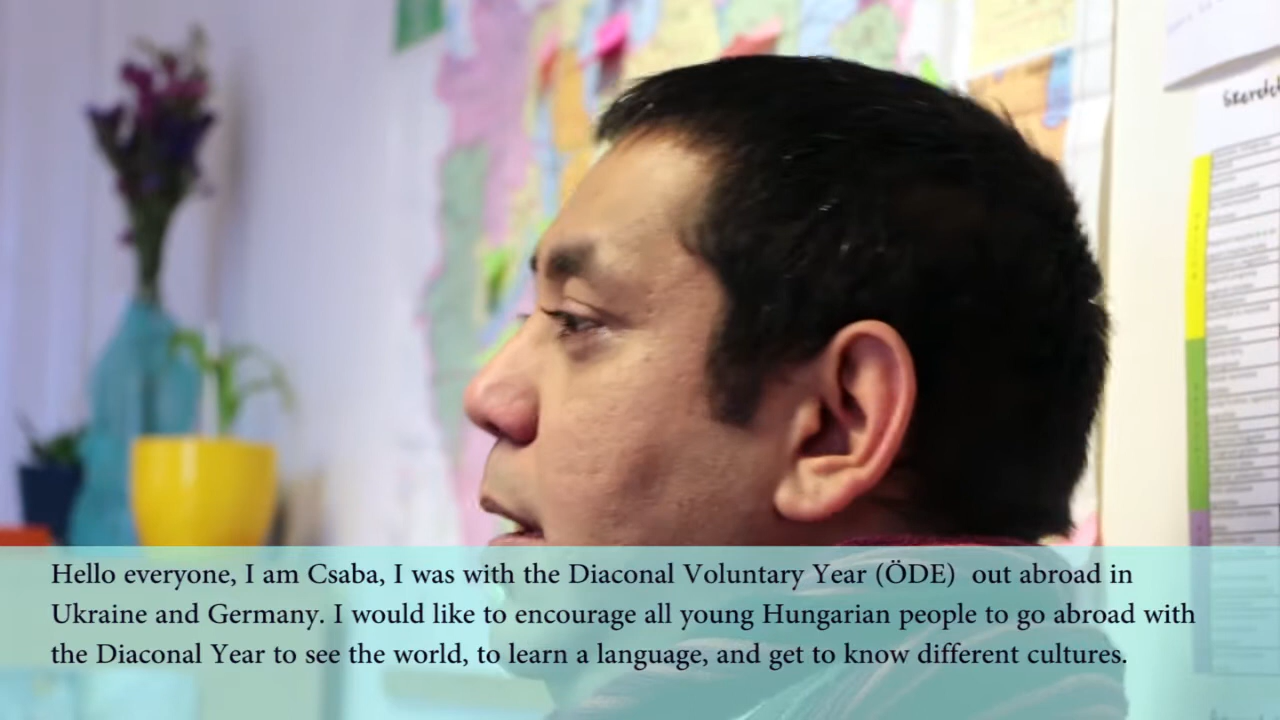 Hello everyone, I am Csaba, I was with the Diaconal Voluntary Year (ÖDE)  out abroad in
Ukraine and Germany. I would like to encourage all young Hungarian people to go abroad with
the Diaconal Year to see the world, to learn a language, and get to know different cultures.